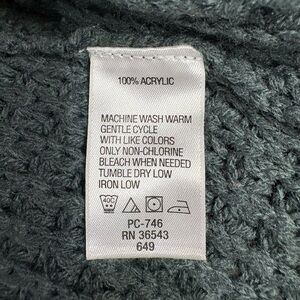 100% ACRYLIC
MACHINE WASH WARM
GENTLE CYCLE
WITH LIKE COLORS
ONLY NON-CHLORINE
BLEACH WHEN NEEDED
TUMBLE DRY LOW
IRON LOW
40C
PC-746
RN 36543
649